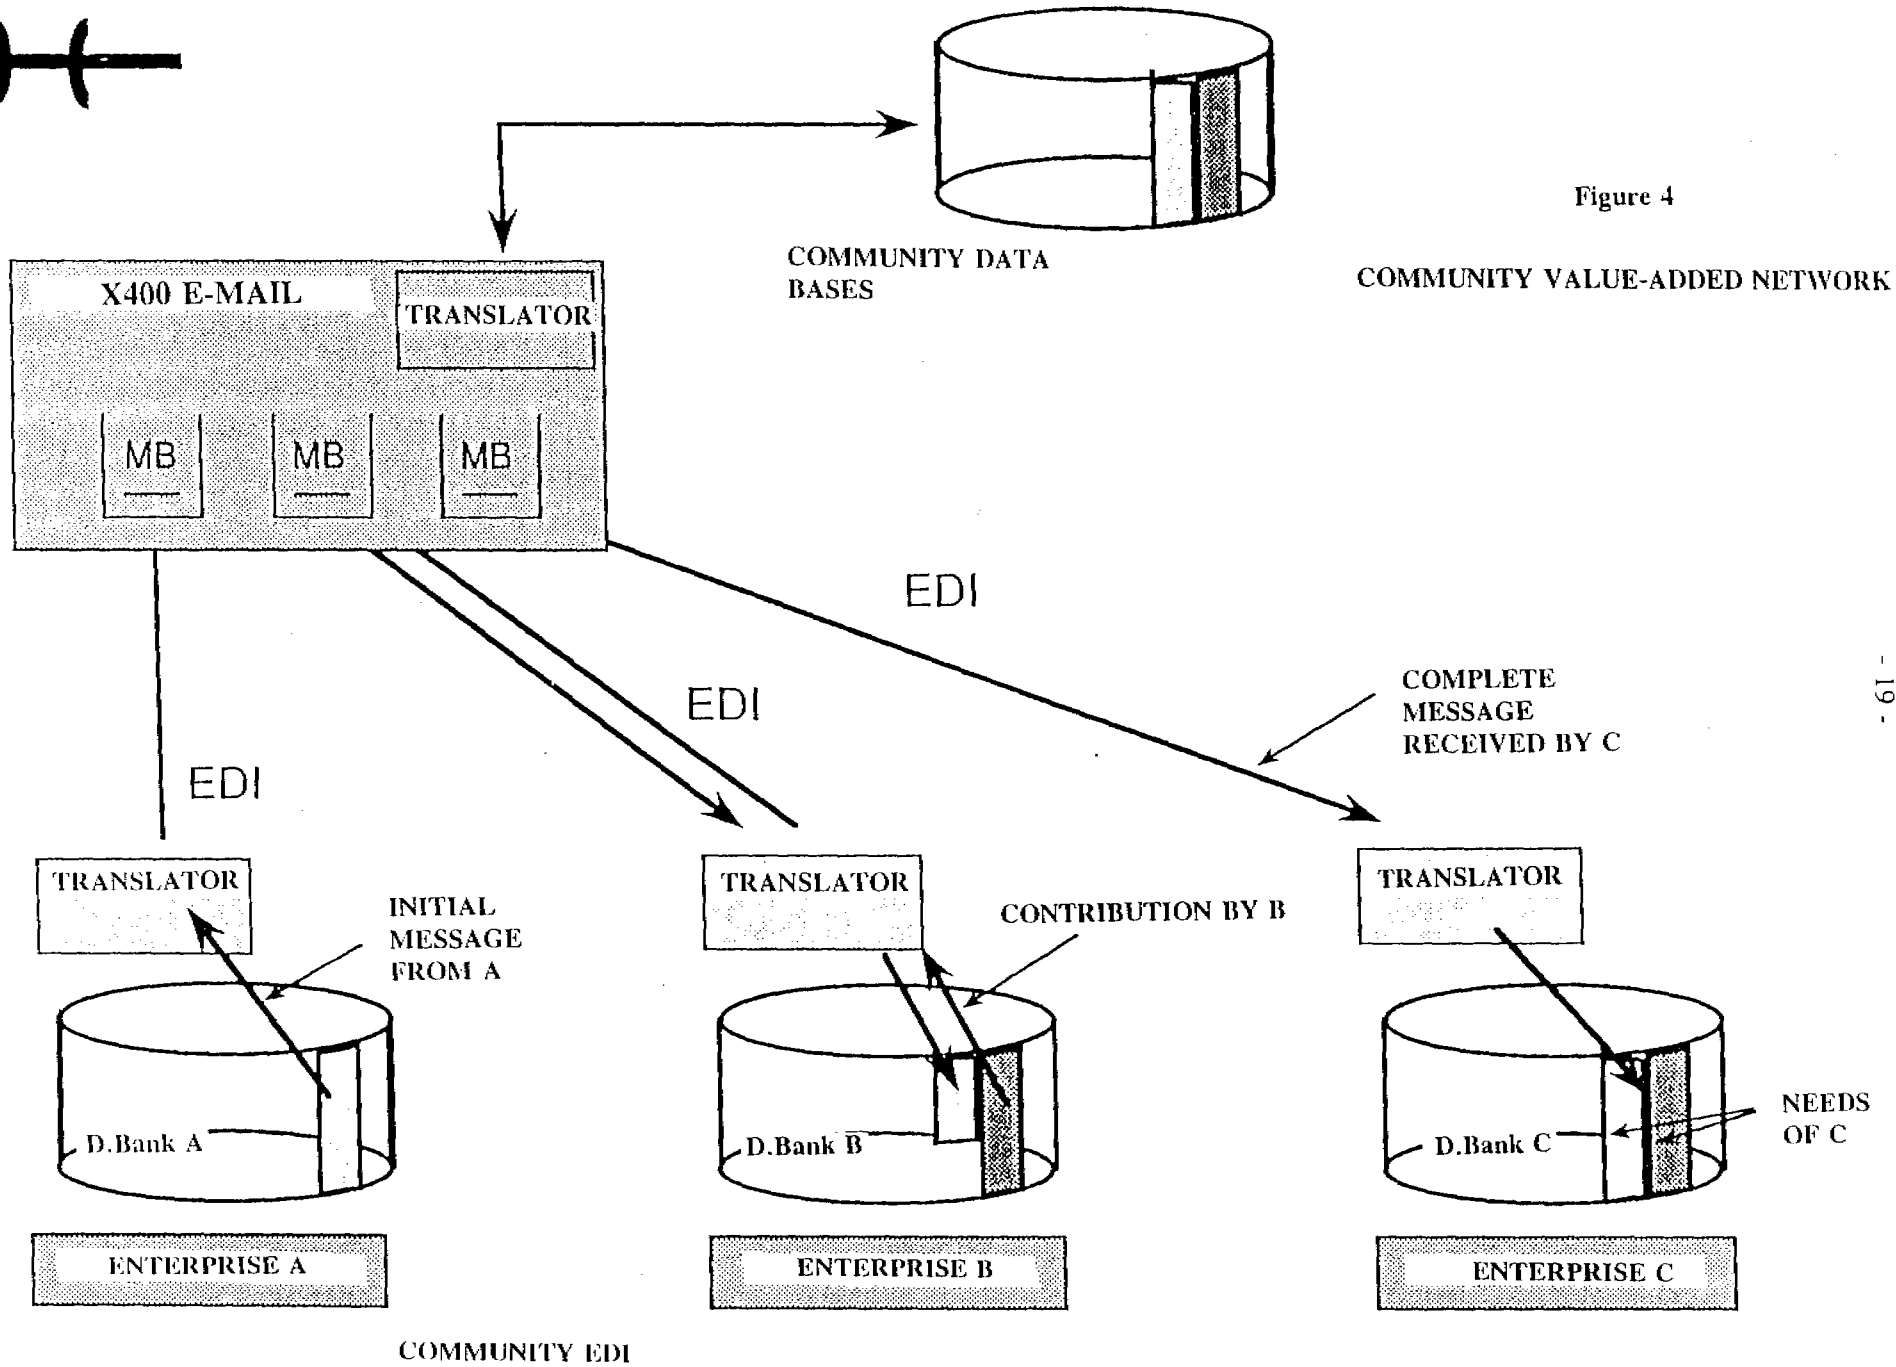 Figure 4
COMMUNITY DATA
BASES
COMMUNITY VALUE-ADDED NETWORK
X400 E-MAIL
TRANSLATOR
MB
MB
MB
EDI
EDI
EDI
COMPLETE
MESSAGE
RECEIVED BY C
- 19 -
TRANSLATOR
INITIAL
MESSAGE
FROM A
TRANSLATOR
CONTRIBUTION BY B
TRANSLATOR
D.Bank A
D.Bank B
D.Bank C
NEEDS
OF C
ENTERPRISE A
ENTERPRISE B
ENTERPRISE C
COMMUNITY EDI